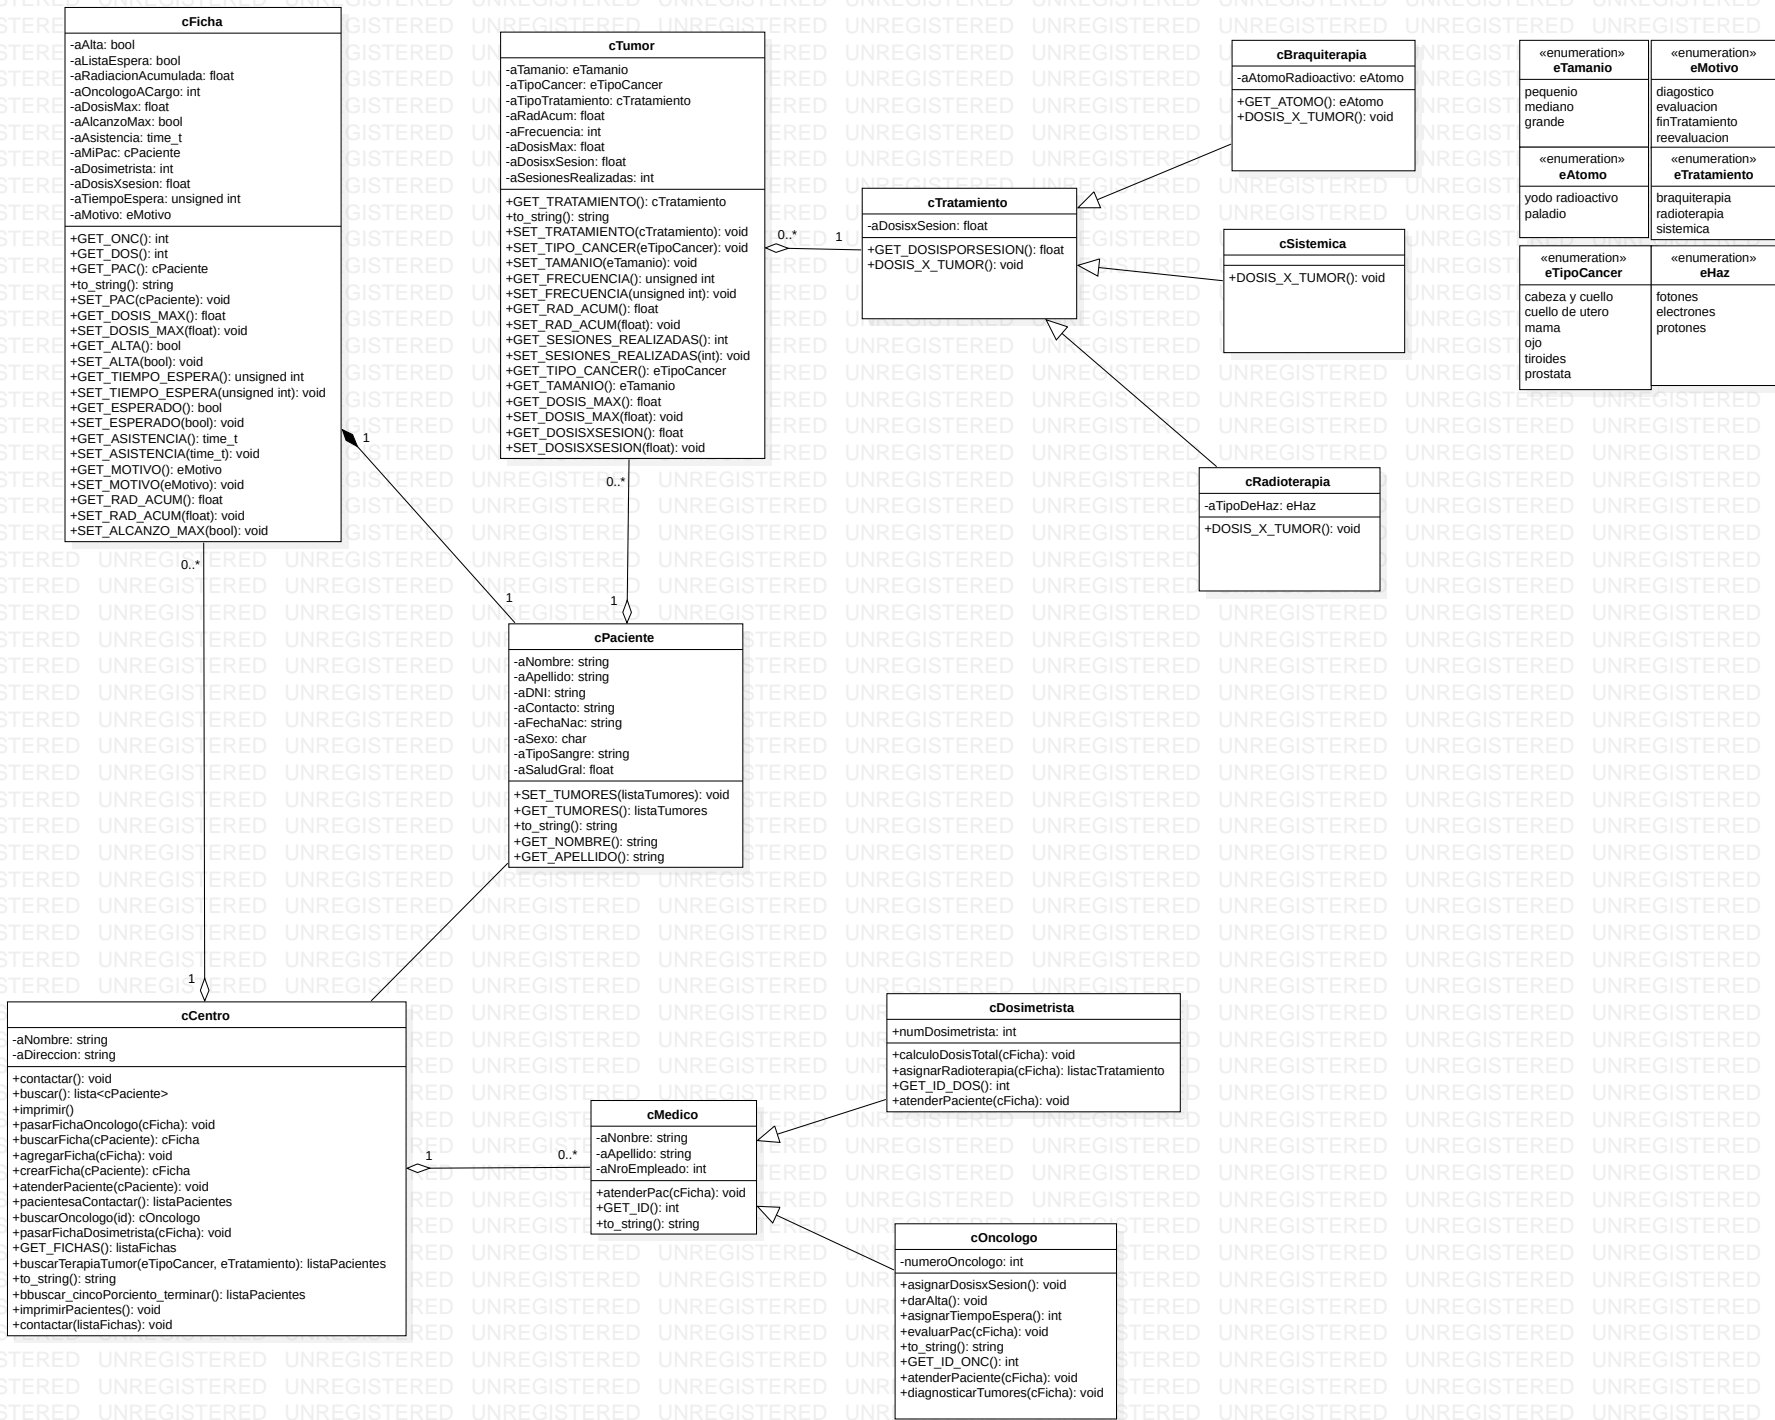 cFicha
-aAlta: bool
-aListaEspera: bool
-aRadiacionAcumulada: float
-aOncologoACargo: int
-aDosisMax: float
-aAlcanzoMax: bool
-aAsistencia: time_t
-aMiPac: cPaciente
-aDosimetrista: int
-aDosisXsesion: float
-aTiempoEspera: unsigned int
-aMotivo: eMotivo
+GET_ONC(): int
+GET_DOS(): int
+GET_PAC(): cPaciente
+to_string(): string
+SET_PAC(cPaciente): void
+GET_DOSIS_MAX(): float
+SET_DOSIS_MAX(float): void
+GET_ALTA(): bool
+SET_ALTA(bool): void
+GET_TIEMPO_ESPERA(): unsigned int
+SET_TIEMPO_ESPERA(unsigned int): void
+GET_ESPERADO(): bool
+SET_ESPERADO(bool): void
+GET_ASISTENCIA(): time_t
+SET_ASISTENCIA(time_t): void
+GET_MOTIVO(): eMotivo
+SET_MOTIVO(eMotivo): void
+GET_RAD_ACUM(): float
+SET_RAD_ACUM(float): void
+SET_ALCANZO_MAX(bool): void
cTumor
-aTamanio: eTamanio
-aTipoCancer: eTipoCancer
-aTipoTratamiento: cTratamiento
-aRadAcum: float
-aFrecuencia: int
-aDosisMax: float
-aDosisxSesion: float
-aSesionesRealizadas: int
+GET_TRATAMIENTO(): cTratamiento
+to_string(): string
+SET_TRATAMIENTO(cTratamiento): void
+SET_TIPO_CANCER(eTipoCancer): void
+SET_TAMANIO(eTamanio): void
+GET_FRECUENCIA(): unsigned int
+SET_FRECUENCIA(unsigned int): void
+GET_RAD_ACUM(): float
+SET_RAD_ACUM(float): void
+GET_SESIONES_REALIZADAS(): int
+SET_SESIONES_REALIZADAS(int): void
+GET_TIPO_CANCER(): eTipoCancer
+GET_TAMANIO(): eTamanio
+GET_DOSIS_MAX(): float
+SET_DOSIS_MAX(float): void
+GET_DOSISXSESION(): float
+SET_DOSISXSESION(float): void
0..*
1
cTratamiento
-aDosisxSesion: float
+GET_DOSISPORSESION(): float
+DOSIS_X_TUMOR(): void
cBraquiterapia
-aAtomoRadioactivo: eAtomo
+GET_ATOMO(): eAtomo
+DOSIS_X_TUMOR(): void
cSistemica
+DOSIS_X_TUMOR(): void
cRadioterapia
-aTipoDeHaz: eHaz
+DOSIS_X_TUMOR(): void
«enumeration»
eTamanio
pequenio
mediano
grande
«enumeration»
eMotivo
diagostico
evaluacion
finTratamiento
reevaluacion
«enumeration»
eAtomo
yodo radioactivo
paladio
«enumeration»
eTratamiento
braquiterapia
radioterapia
sistemica
«enumeration»
eTipoCancer
cabeza y cuello
cuello de utero
mama
ojo
tiroides
prostata
«enumeration»
eHaz
fotones
electrones
protones
1
1
0..*
1
0..*
1
cPaciente
-aNombre: string
-aApellido: string
-aDNI: string
-aContacto: string
-aFechaNac: string
-aSexo: char
-aTipoSangre: string
-aSaludGral: float
+SET_TUMORES(listaTumores): void
+GET_TUMORES(): listaTumores
+to_string(): string
+GET_NOMBRE(): string
+GET_APELLIDO(): string
cCentro
-aNombre: string
-aDireccion: string
+contactar(): void
+buscar(): lista<cPaciente>
+imprimir()
+pasarFichaOncologo(cFicha): void
+buscarFicha(cPaciente): cFicha
+agregarFicha(cFicha): void
+crearFicha(cPaciente): cFicha
+atenderPaciente(cPaciente): void
+pacientesaContactar(): listaPacientes
+buscarOncologo(id): cOncologo
+pasarFichaDosimetrista(cFicha): void
+GET_FICHAS(): listaFichas
+buscarTerapiaTumor(eTipoCancer, eTratamiento): listaPacientes
+to_string(): string
+bbuscar_cincoPorciento_terminar(): listaPacientes
+imprimirPacientes(): void
+contactar(listaFichas): void
1
0..*
cMedico
-aNonbre: string
-aApellido: string
-aNroEmpleado: int
+atenderPac(cFicha): void
+GET_ID(): int
+to_string(): string
cDosimetrista
+numDosimetrista: int
+calculoDosisTotal(cFicha): void
+asignarRadioterapia(cFicha): listacTratamiento
+GET_ID_DOS(): int
+atenderPaciente(cFicha): void
cOncologo
-numeroOncologo: int
+asignarDosisxSesion(): void
+darAlta(): void
+asignarTiempoEspera(): int
+evaluarPac(cFicha): void
+to_string(): string
+GET_ID_ONC(): int
+atenderPaciente(cFicha): void
+diagnosticarTumores(cFicha): void
UNREGISTERED